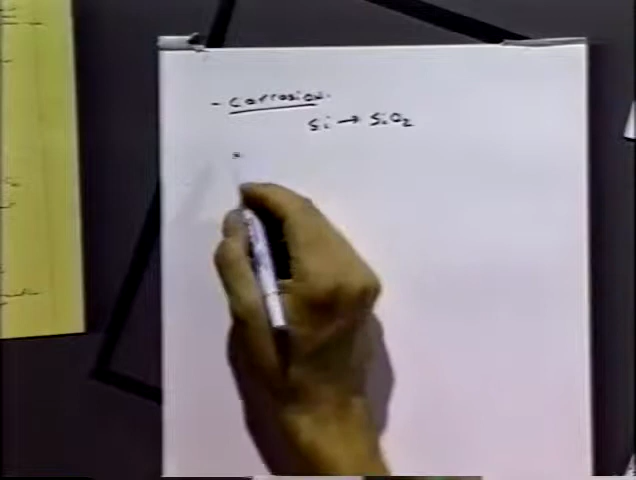 - Corrosion.
Si → SiO₂